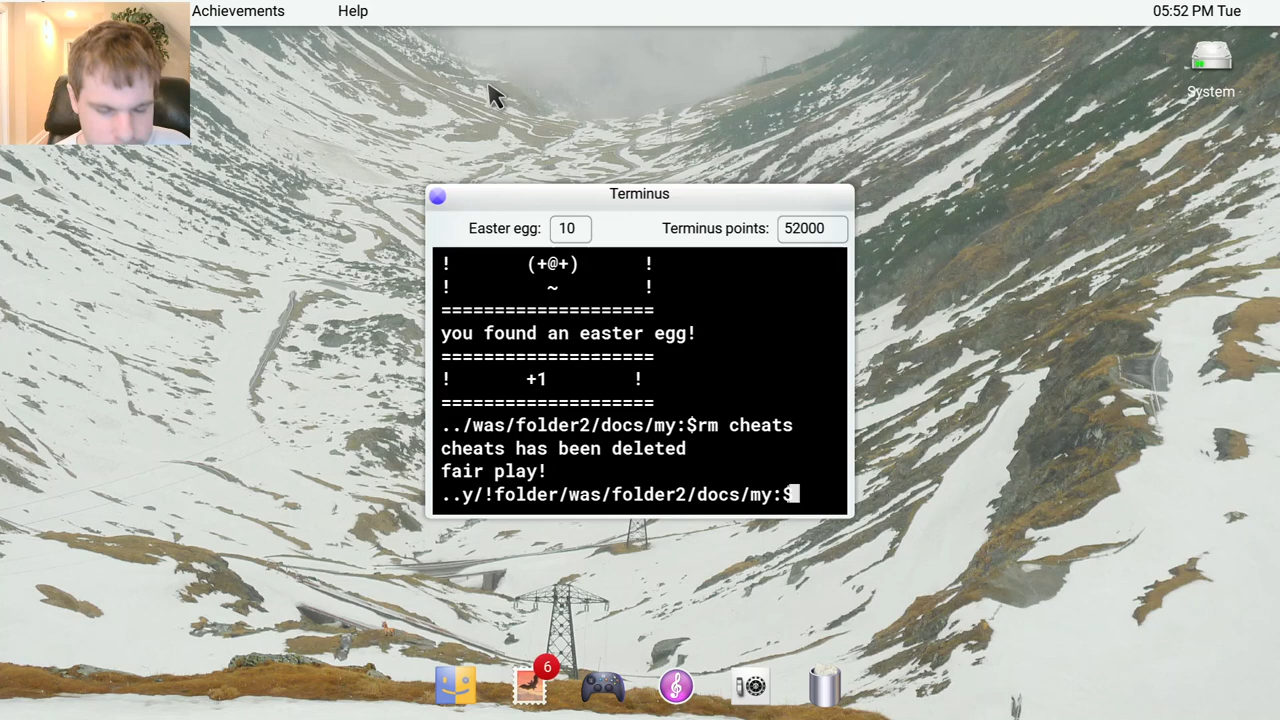 Achievements Help 05:52 PM Tue
System
Terminus
Easter egg: 10 Terminus points: 52000
! (+@+) !
! ~ !
====================
you found an easter egg!
====================
! +1 !
====================
../was/folder2/docs/my:$rm cheats
cheats has been deleted
fair play!
..y/!folder/was/folder2/docs/my:$
6